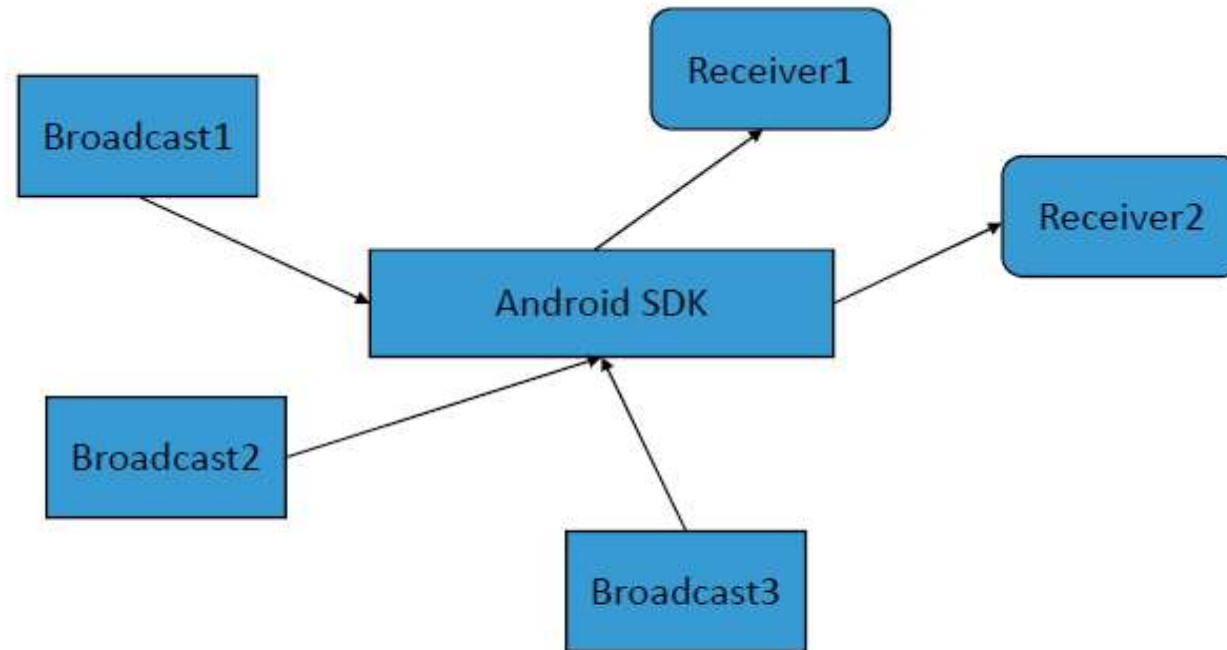 Receiver1
Broadcast1
Receiver2
Android SDK
Broadcast2
Broadcast3